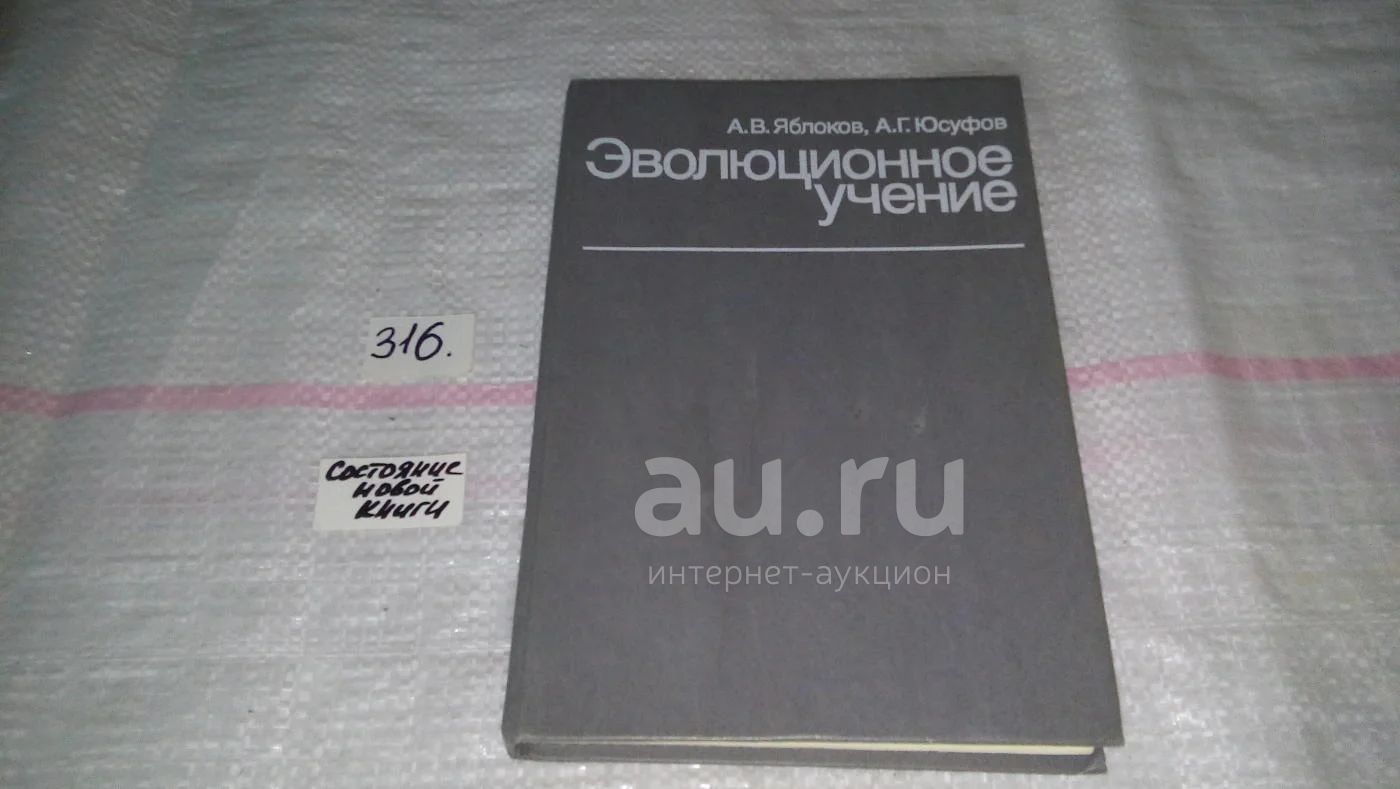 А.В.Яблоков, А.Г.Юсуфов
Эволюционное
учение
316.
Состояние
новой
книги
au.ru
интернет-аукцион